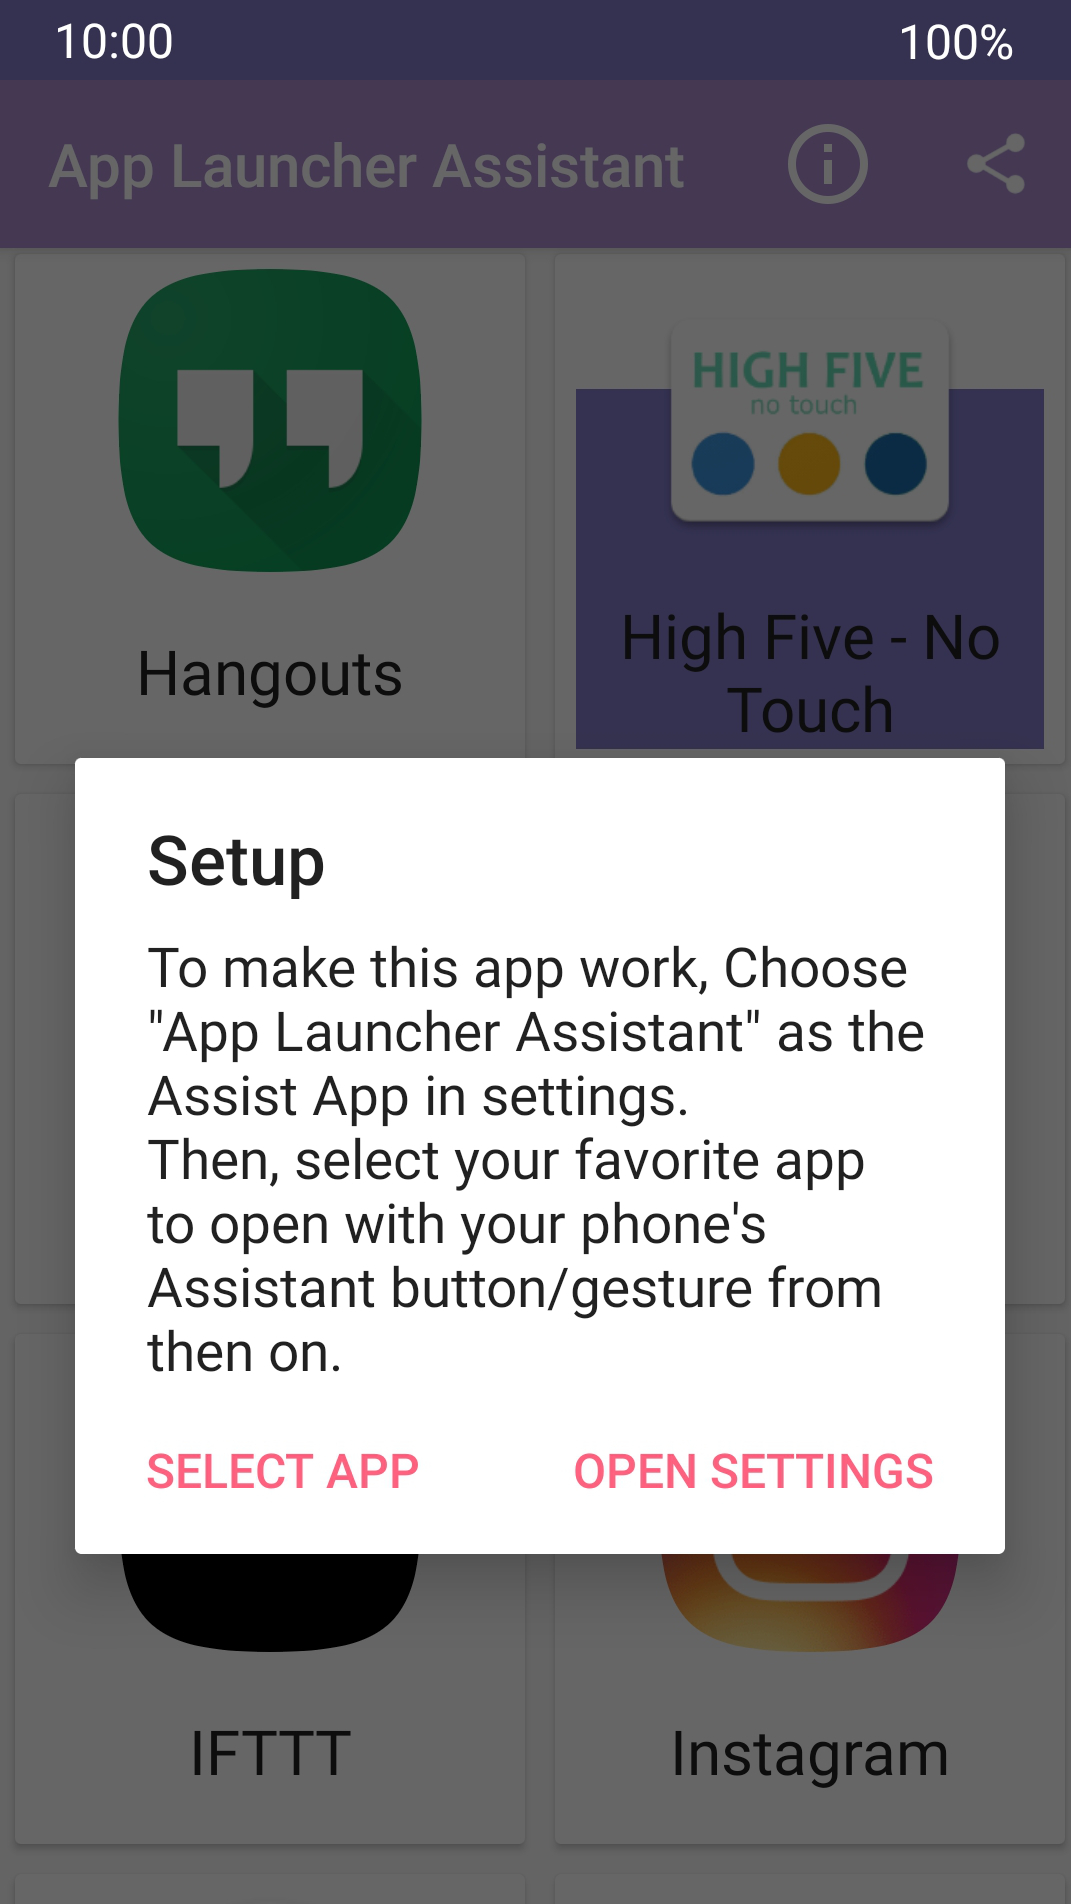 10:00 100%
App Launcher Assistant
HIGH FIVE
no touch
Hangouts
High Five - No
Touch
Setup
To make this app work, Choose
"App Launcher Assistant" as the
Assist App in settings.
Then, select your favorite app
to open with your phone's
Assistant button/gesture from
then on.
SELECT APP OPEN SETTINGS
IFTTT Instagram